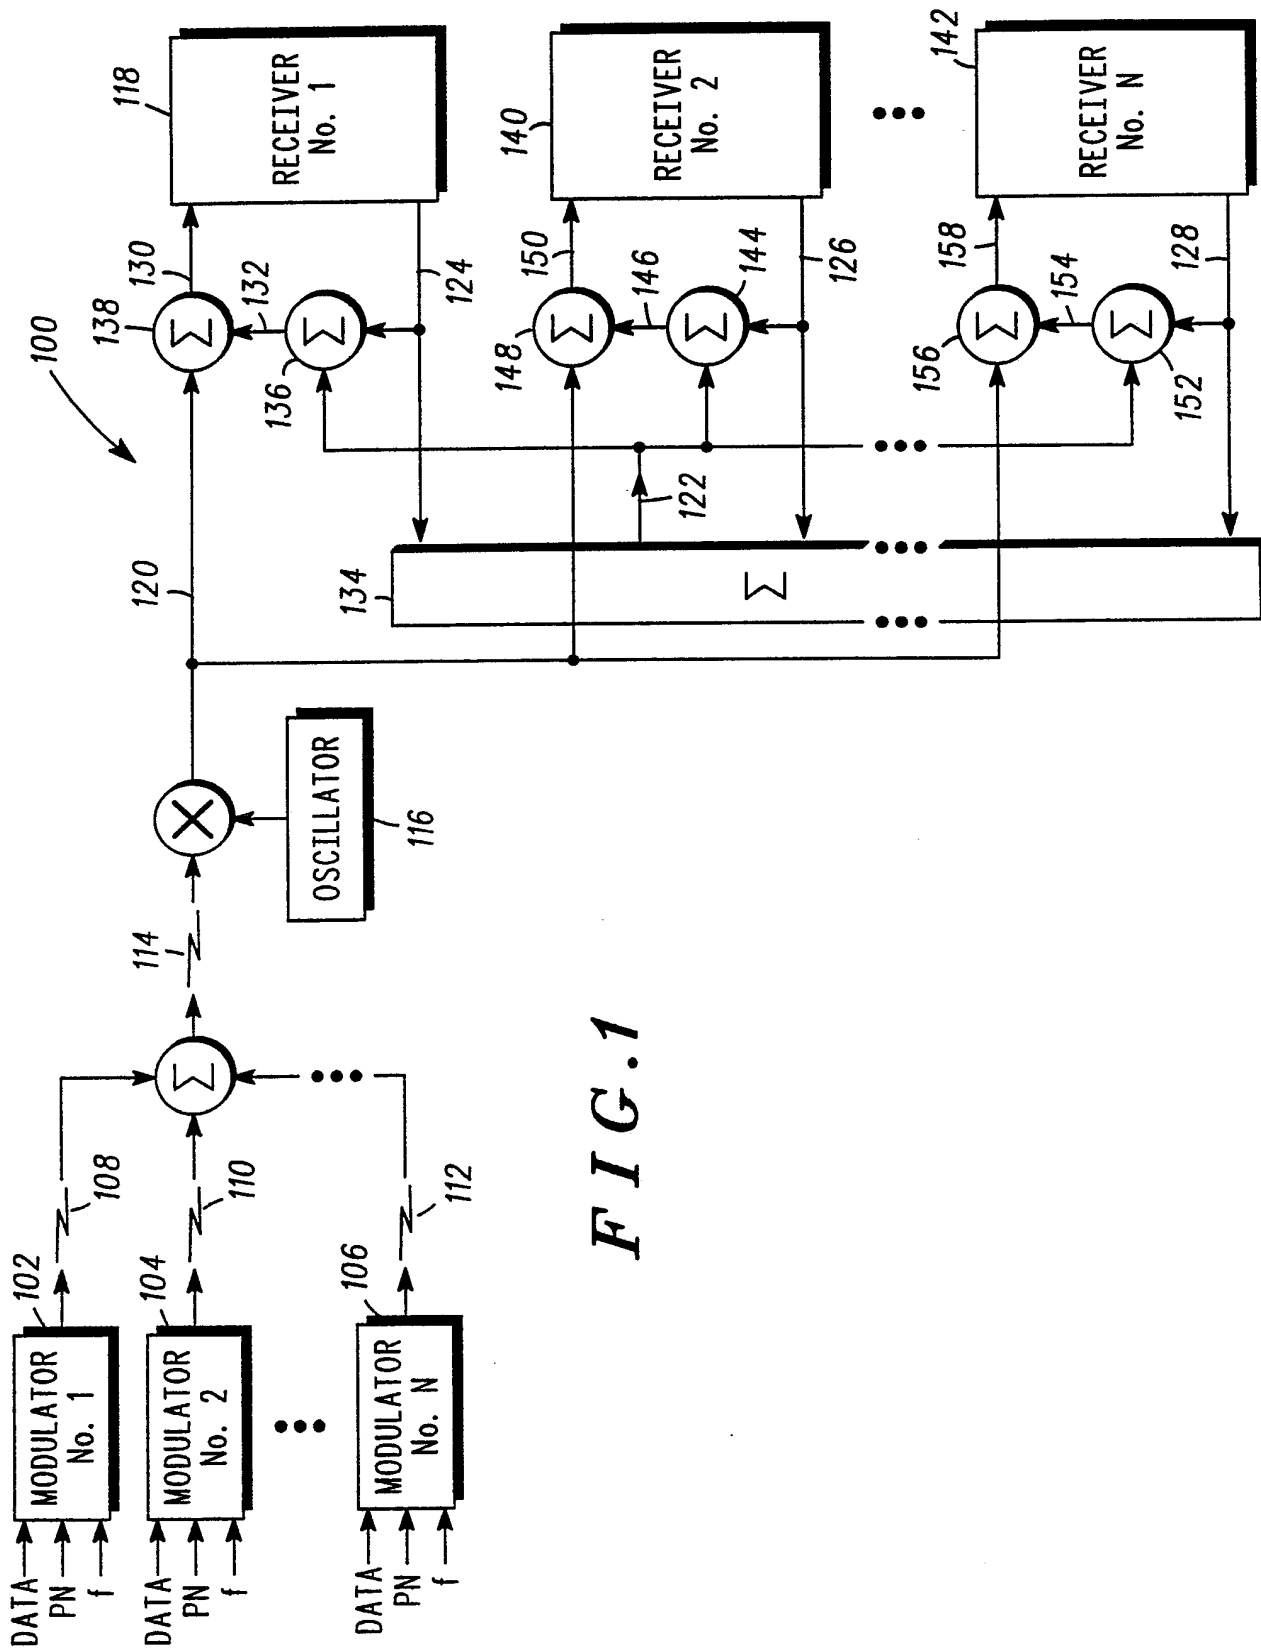 100
DATA
PN
f
MODULATOR
No. 1
102
108
DATA
PN
f
MODULATOR
No. 2
104
110
DATA
PN
f
MODULATOR
No. N
106
112
Σ
114
X
OSCILLATOR
116
120
134
Σ
122
138
Σ
130
132
136
Σ
124
118
RECEIVER
No. 1
148
Σ
150
146
Σ
144
126
140
RECEIVER
No. 2
156
Σ
158
154
Σ
152
128
142
RECEIVER
No. N
FIG.1